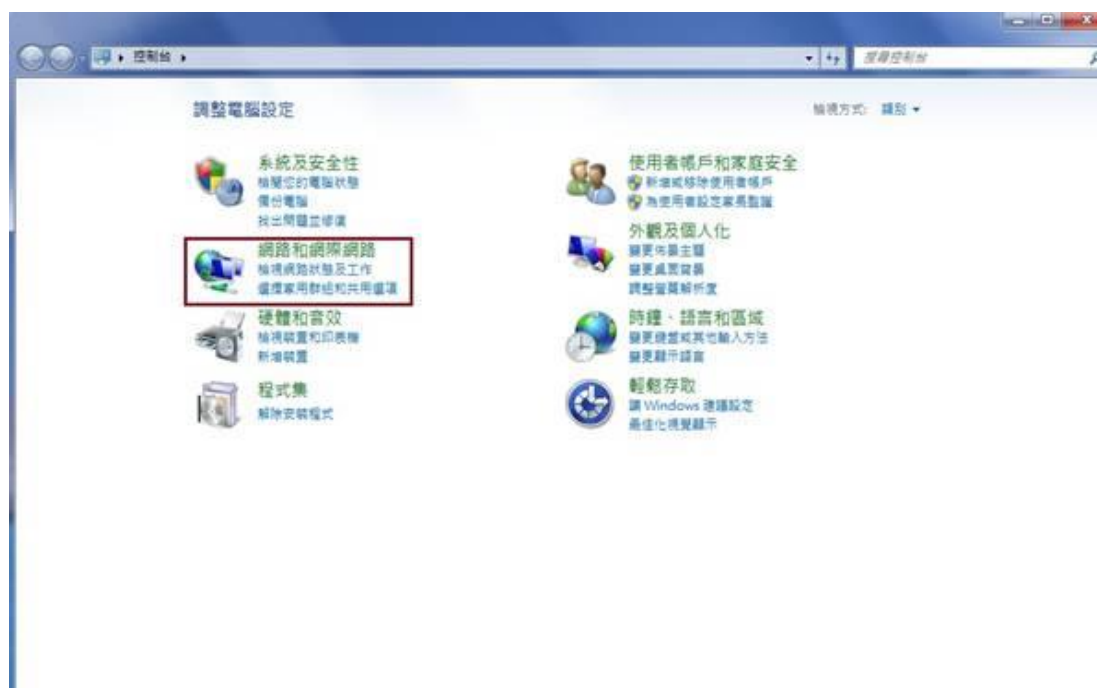 控制台
搜尋控制台
調整電腦設定
檢視方式: 類別
系統及安全性
檢閱您的電腦狀態
備份電腦
找出問題並修復
網路和網際網路
檢視網路狀態及工作
選擇家用群組和共用選項
硬體和音效
檢視裝置和印表機
新增裝置
程式集
解除安裝程式
使用者帳戶和家庭安全
新增或移除使用者帳戶
為使用者設定家長監護
外觀及個人化
變更佈景主題
變更桌面背景
調整螢幕解析度
時鐘、語言和區域
變更鍵盤或其他輸入方法
變更顯示語言
輕鬆存取
讓 Windows 建議設定
最佳化視覺顯示